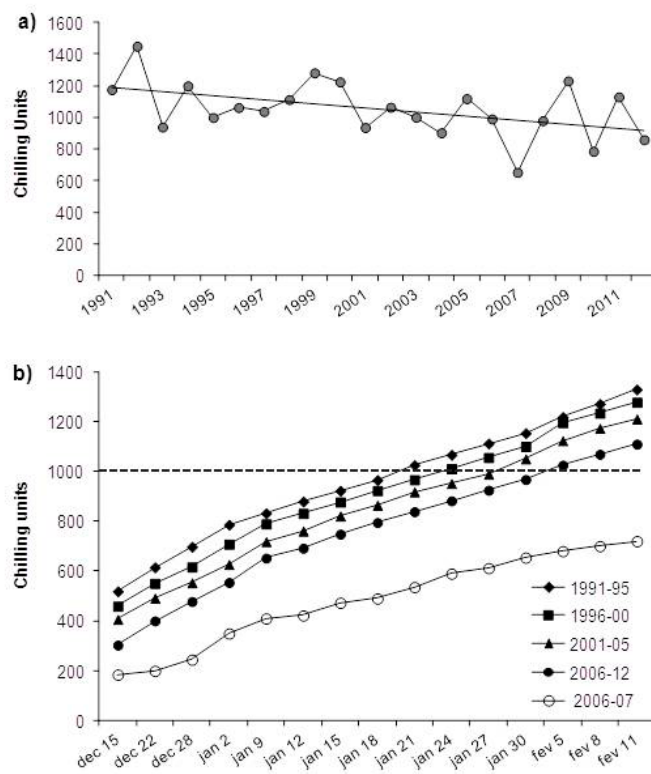 a)
1600
1400
1200
1000
800
600
400
200
0
Chilling Units
1991
1993
1995
1997
1999
2001
2003
2005
2007
2009
2011
b)
1400
1200
1000
800
600
400
200
0
Chilling units
1991-95
1996-00
2001-05
2006-12
2006-07
dec 15
dec 22
dec 28
jan 2
jan 9
jan 12
jan 15
jan 18
jan 21
jan 24
jan 27
jan 30
fev 5
fev 8
fev 11